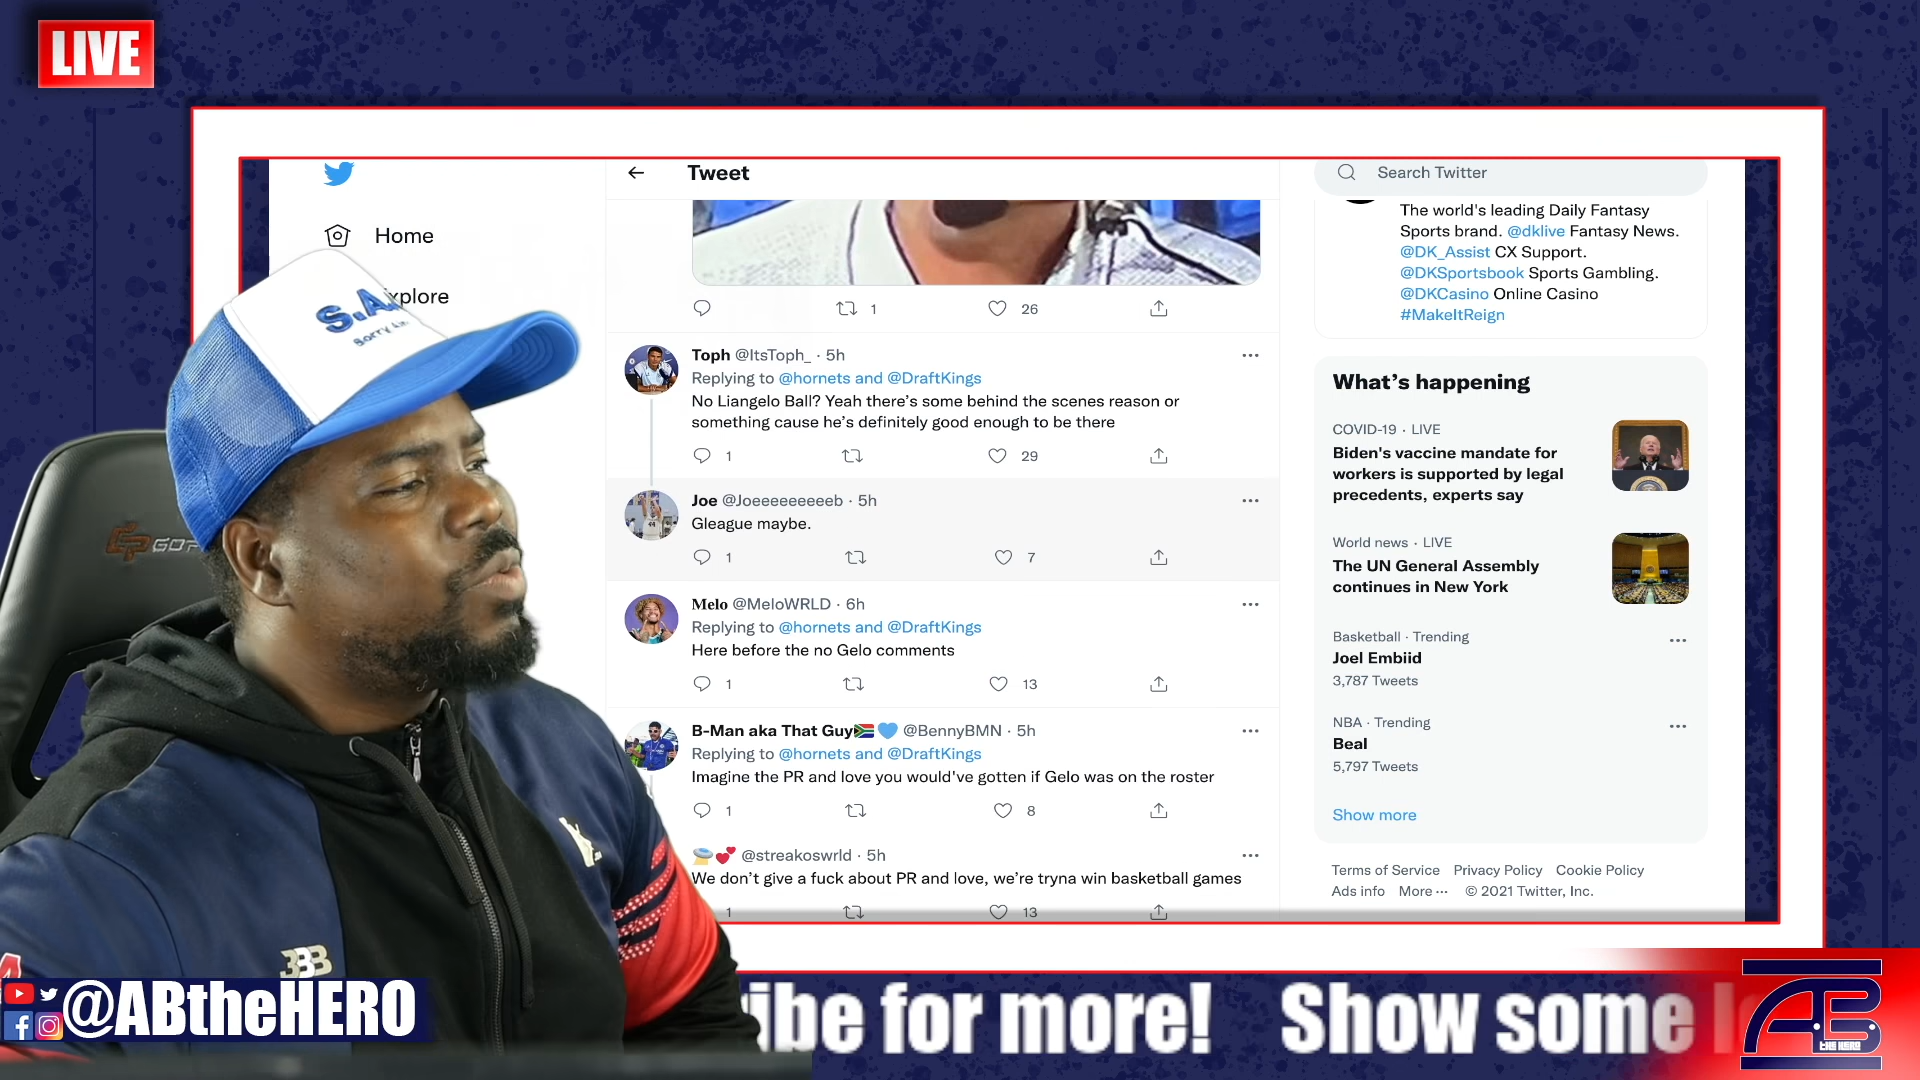 LIVE
Tweet
Search Twitter
Home
Explore
The world's leading Daily Fantasy
Sports brand. @dklive Fantasy News.
@DK_Assist CX Support.
@DKSportsbook Sports Gambling.
@DKCasino Online Casino
#MakeItReign
1
26
Toph @ItsToph_ · 5h
Replying to @hornets and @DraftKings
No Liangelo Ball? Yeah there's some behind the scenes reason or
something cause he's definitely good enough to be there
1
29
Joe @Joeeeeeeeeeb · 5h
Gleague maybe.
1
7
Melo @MeloWRLD · 6h
Replying to @hornets and @DraftKings
Here before the no Gelo comments
1
13
B-Man aka That Guy🇿🇦💙 @BennyBMN · 5h
Replying to @hornets and @DraftKings
Imagine the PR and love you would've gotten if Gelo was on the roster
1
8
@streakoswrld · 5h
We don't give a fuck about PR and love, we're tryna win basketball games
1
13
What's happening
COVID-19 · LIVE
Biden's vaccine mandate for
workers is supported by legal
precedents, experts say
World news · LIVE
The UN General Assembly
continues in New York
Basketball · Trending
Joel Embiid
3,787 Tweets
NBA · Trending
Beal
5,797 Tweets
Show more
Terms of Service Privacy Policy Cookie Policy
Ads info More ··· © 2021 Twitter, Inc.
S.A.
BBB
@ABtheHERO
ibe for more! Show some l
AB
THE HERO